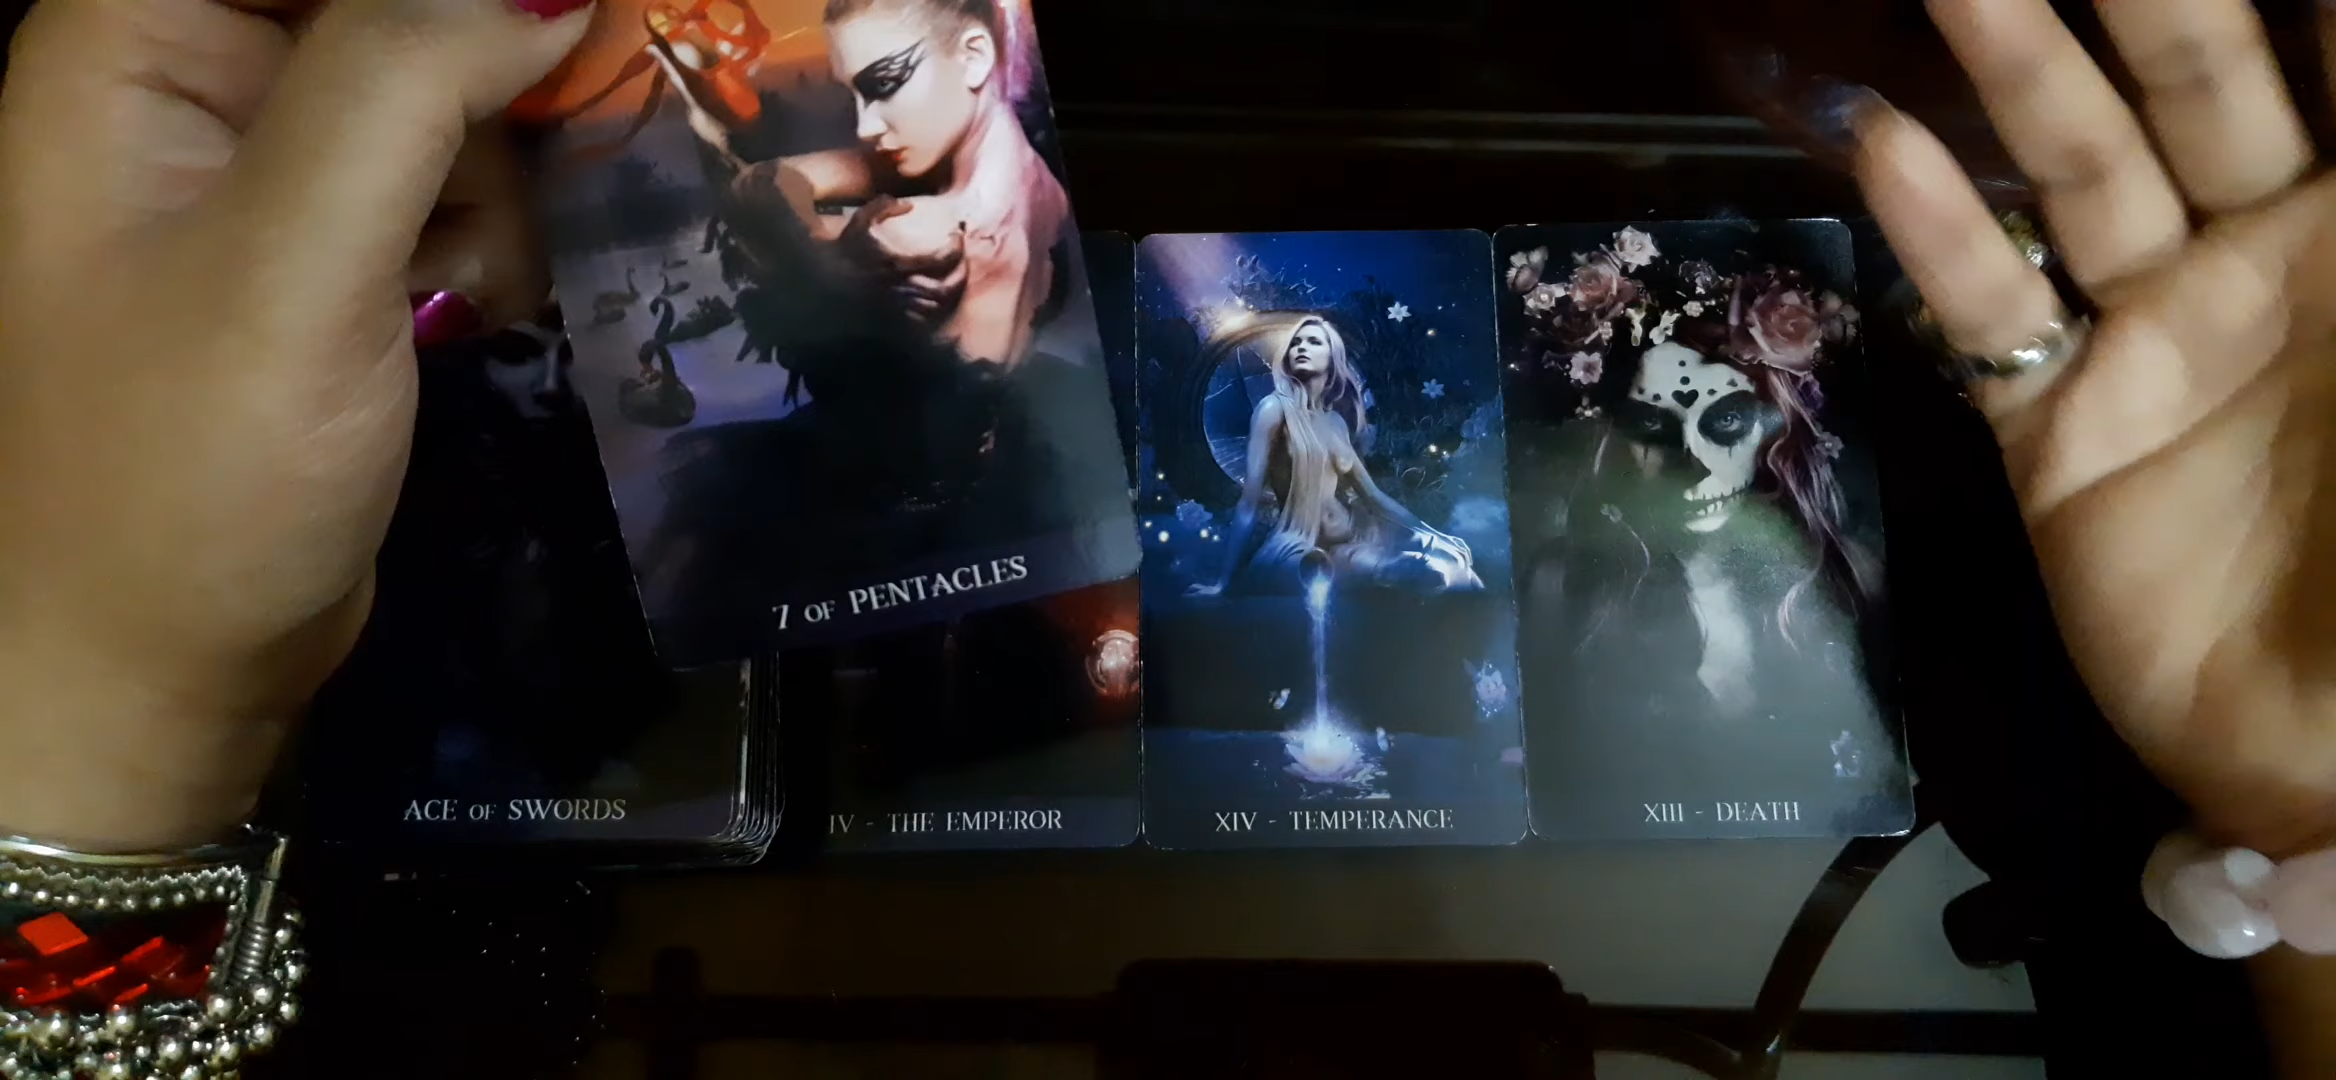 7 OF PENTACLES
ACE OF SWORDS
IV - THE EMPEROR
XIV - TEMPERANCE
XIII - DEATH